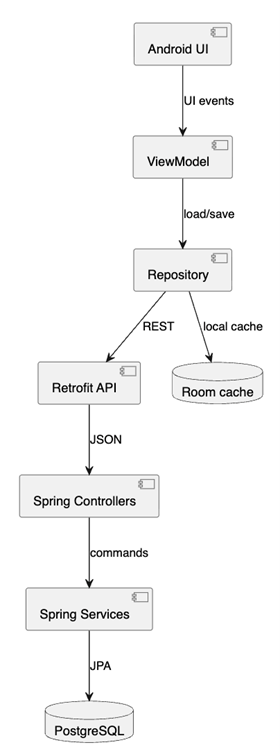 Android UI
UI events
ViewModel
load/save
Repository
REST
local cache
Retrofit API
Room cache
JSON
Spring Controllers
commands
Spring Services
JPA
PostgreSQL